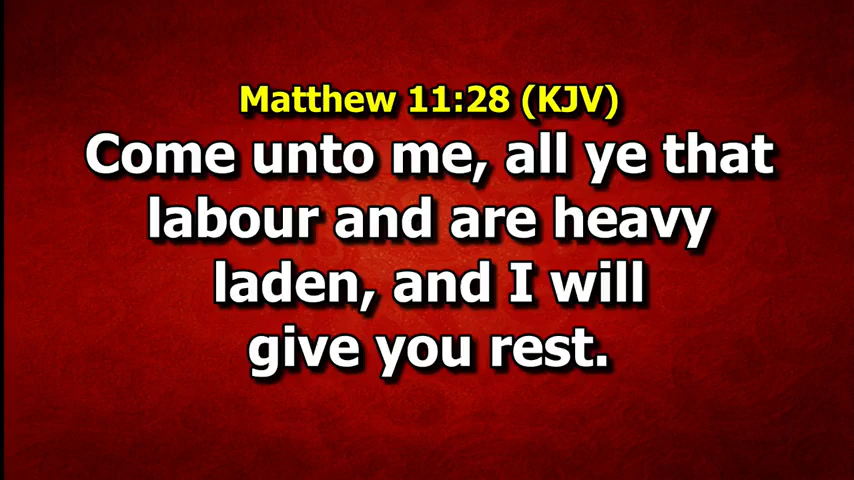 Matthew 11:28 (KJV)
Come unto me, all ye that
labour and are heavy
laden, and I will
give you rest.